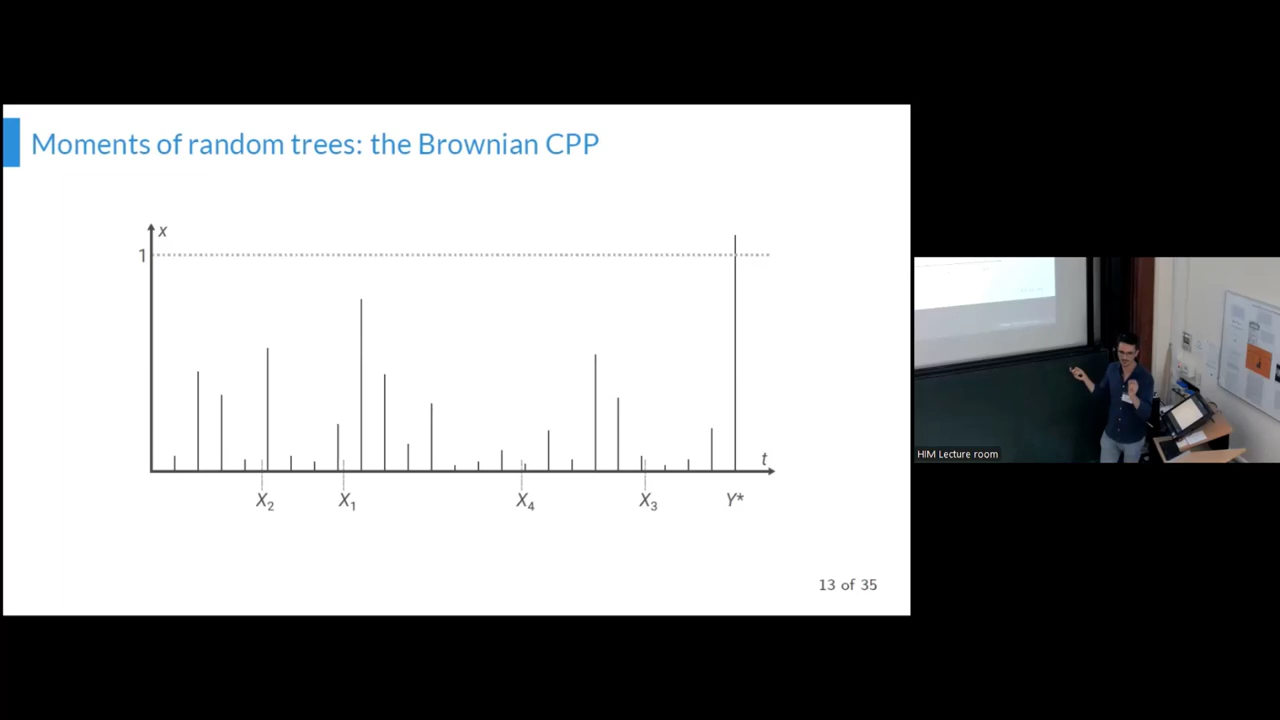 Moments of random trees: the Brownian CPP
x
1
t
X2 X1 X4 X3 Y*
13 of 35
HIM Lecture room